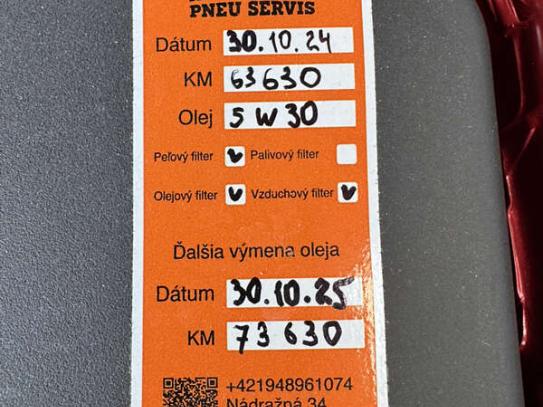 PNEU SERVIS
Dátum 30.10.24
KM 63630
Olej 5W30
Peľový filter Palivový filter
Olejový filter Vzduchový filter
Ďalšia výmena oleja
Dátum 30.10.25
KM 73630
+421948961074
Nádražná 34